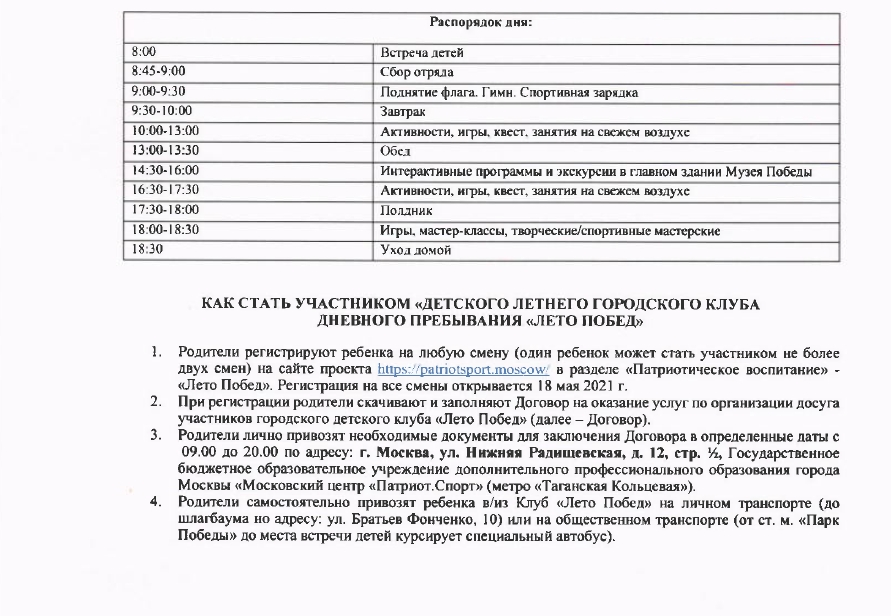 Распорядок дня:
8:00 Встреча детей
8:45-9:00 Сбор отряда
9:00-9:30 Поднятие флага. Гимн. Спортивная зарядка
9:30-10:00 Завтрак
10:00-13:00 Активности, игры, квест, занятия на свежем воздухе
13:00-13:30 Обед
14:30-16:00 Интерактивные программы и экскурсии в главном здании Музея Победы
16:30-17:30 Активности, игры, квест, занятия на свежем воздухе
17:30-18:00 Полдник
18:00-18:30 Игры, мастер-классы, творческие/спортивные мастерские
18:30 Уход домой
КАК СТАТЬ УЧАСТНИКОМ «ДЕТСКОГО ЛЕТНЕГО ГОРОДСКОГО КЛУБА
ДНЕВНОГО ПРЕБЫВАНИЯ «ЛЕТО ПОБЕД»
1. Родители регистрируют ребенка на любую смену (один ребенок может стать участником не более
двух смен) на сайте проекта https://patriotsport.moscow/ в разделе «Патриотическое воспитание» -
«Лето Побед». Регистрация на все смены открывается 18 мая 2021 г.
2. При регистрации родители скачивают и заполняют Договор на оказание услуг по организации досуга
участников городского детского клуба «Лето Побед» (далее – Договор).
3. Родители лично привозят необходимые документы для заключения Договора в определенные даты с
09.00 до 20.00 по адресу: г. Москва, ул. Нижняя Радищевская, д. 12, стр. ½, Государственное
бюджетное образовательное учреждение дополнительного профессионального образования города
Москвы «Московский центр «Патриот.Спорт» (метро «Таганская Кольцевая»).
4. Родители самостоятельно привозят ребенка в/из Клуб «Лето Побед» на личном транспорте (до
шлагбаума но адресу: ул. Братьев Фонченко, 10) или на общественном транспорте (от ст. м. «Парк
Победы» до места встречи детей курсирует специальный автобус).